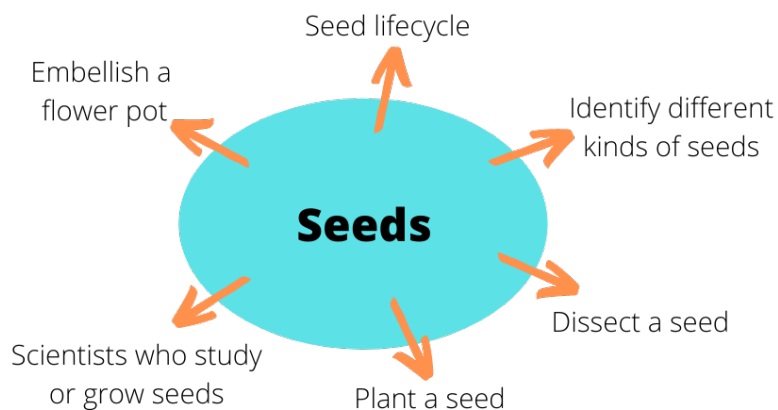 Seed lifecycle
Embellish a
flower pot
Identify different
kinds of seeds
Seeds
Dissect a seed
Scientists who study
or grow seeds
Plant a seed